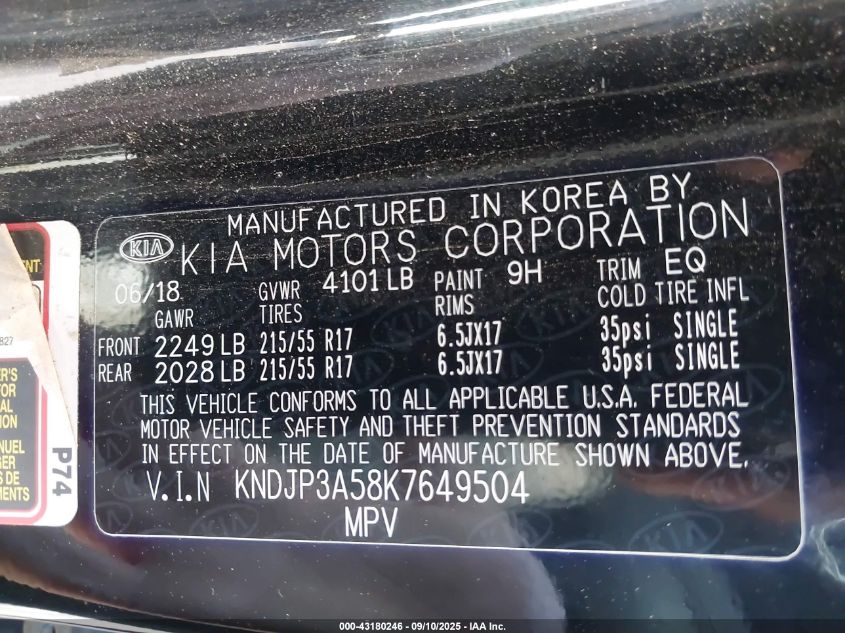 MANUFACTURED IN KOREA BY
KIA KIA MOTORS CORPORATION
06/18 GVWR 4101 LB PAINT 9H TRIM EQ
GAWR TIRES RIMS COLD TIRE INFL
FRONT 2249 LB 215/55 R17 6.5JX17 35psi SINGLE
REAR 2028 LB 215/55 R17 6.5JX17 35psi SINGLE
THIS VEHICLE CONFORMS TO ALL APPLICABLE U.S.A. FEDERAL
MOTOR VEHICLE SAFETY AND THEFT PREVENTION STANDARDS
IN EFFECT ON THE DATE OF MANUFACTURE SHOWN ABOVE.
V.I.N KNDJP3A58K7649504
MPV
P74
000-43180246 - 09/10/2025 - IAA Inc.